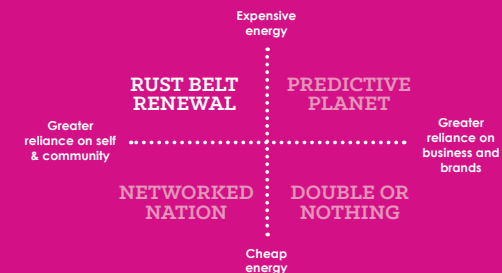 Expensive
energy
RUST BELT
RENEWAL
PREDICTIVE
PLANET
Greater
reliance on self
& community
Greater
reliance on
business and
brands
NETWORKED
NATION
DOUBLE OR
NOTHING
Cheap
energy